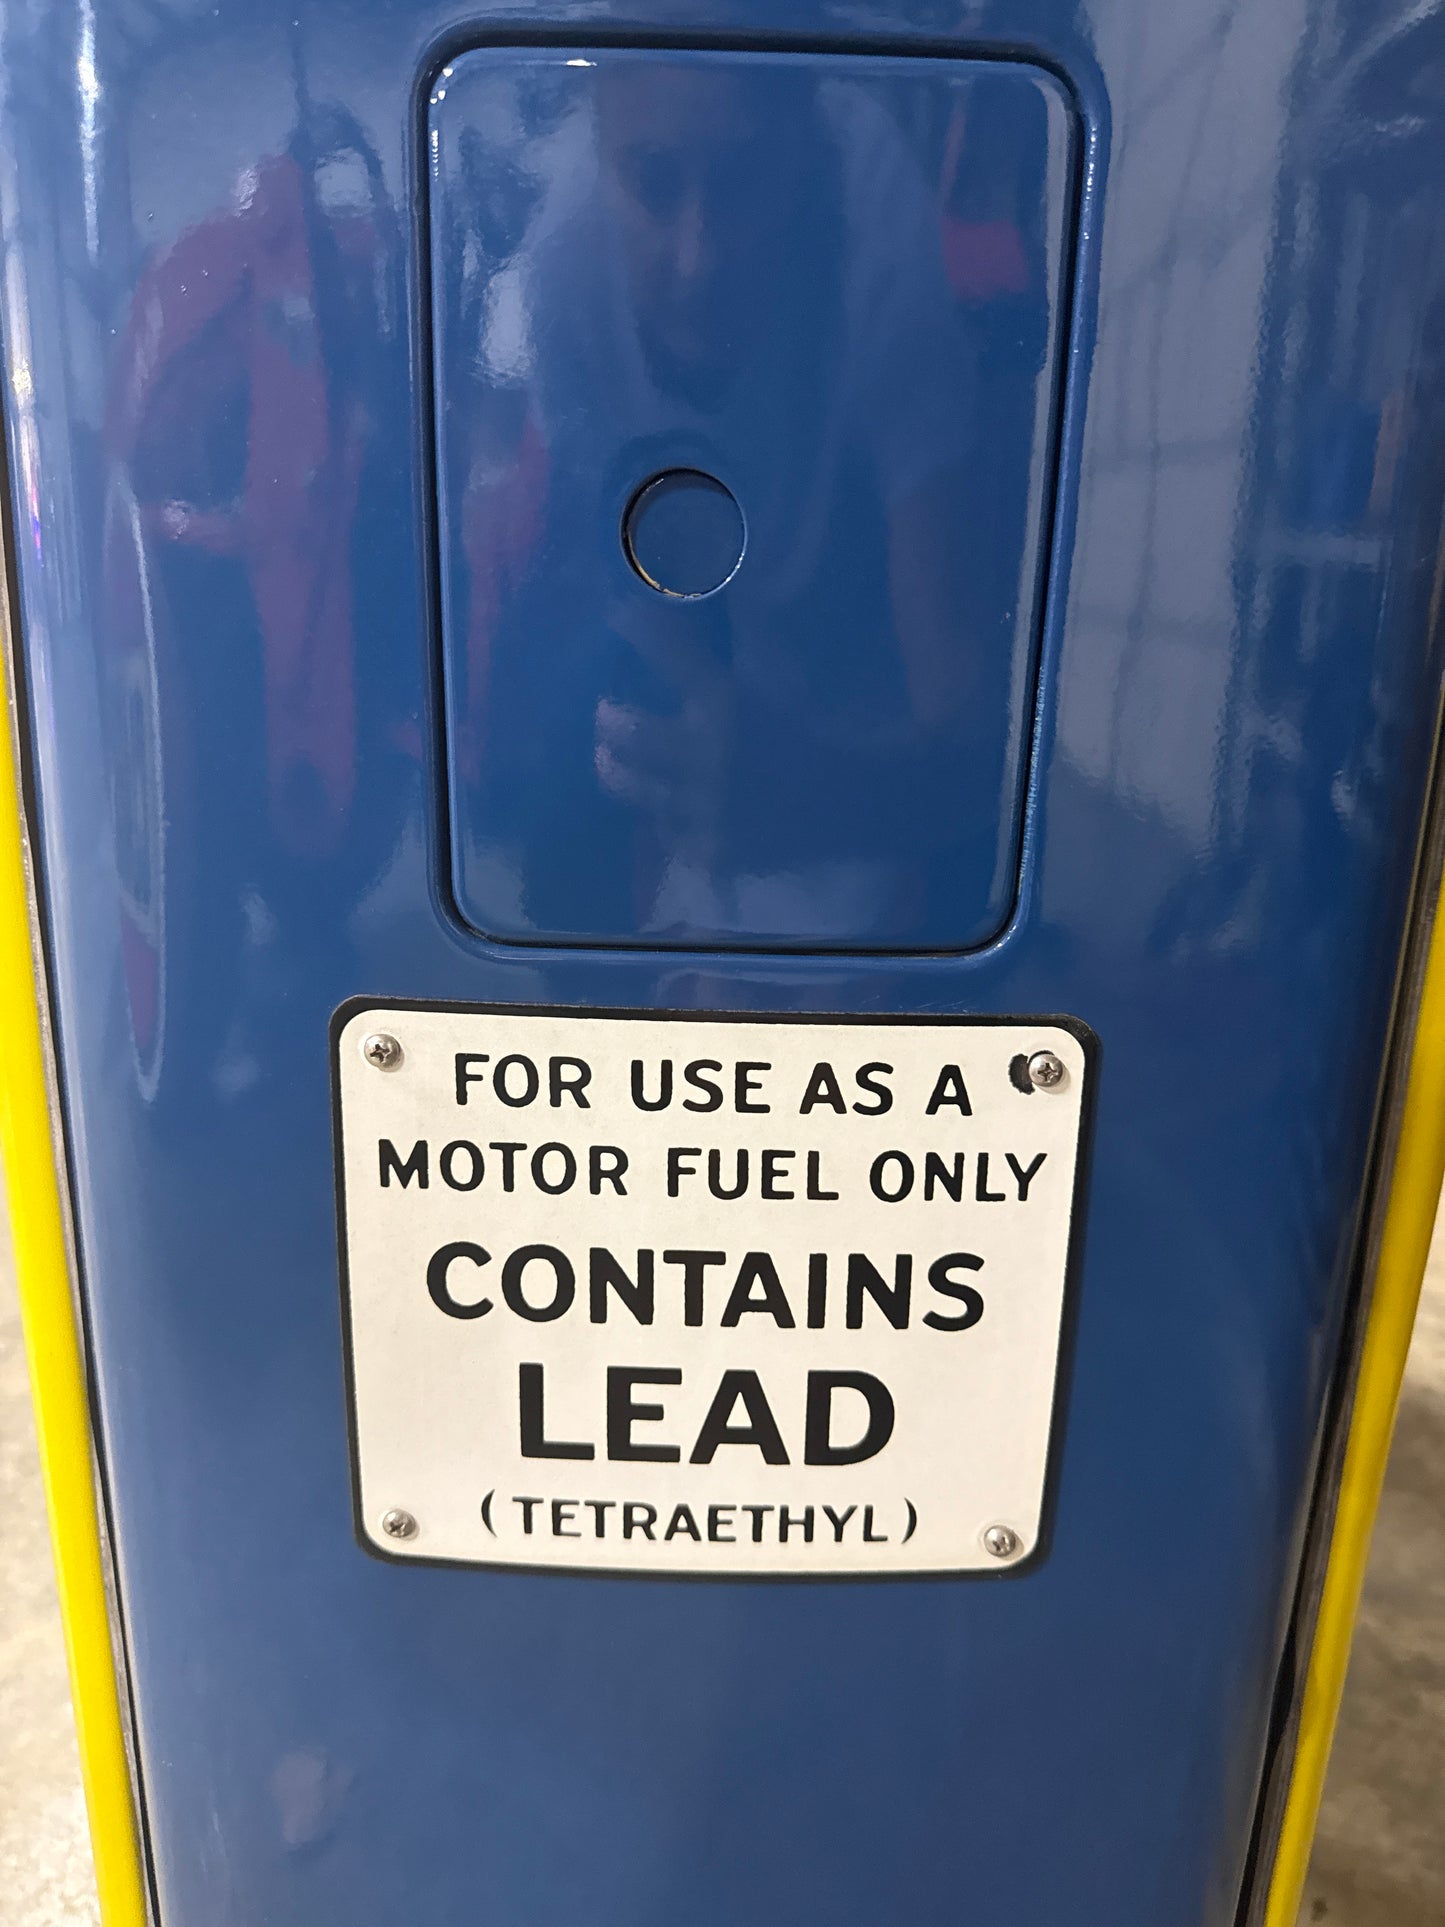 FOR USE AS A
MOTOR FUEL ONLY
CONTAINS
LEAD
(TETRAETHYL)